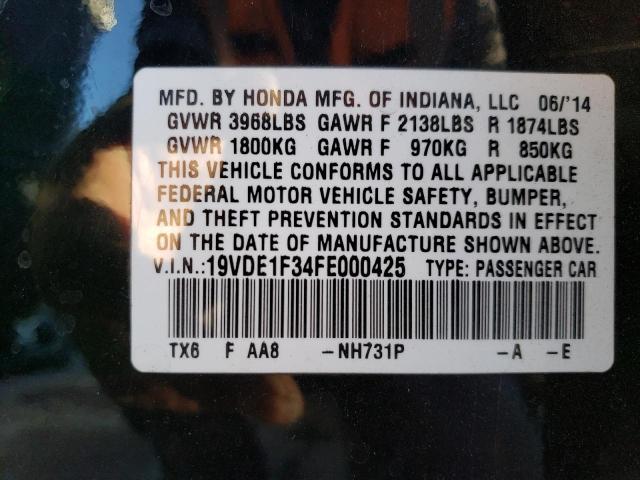 MFD. BY HONDA MFG. OF INDIANA, LLC 06/'14
GVWR 3968LBS GAWR F 2138LBS R 1874LBS
GVWR 1800KG GAWR F 970KG R 850KG
THIS VEHICLE CONFORMS TO ALL APPLICABLE
FEDERAL MOTOR VEHICLE SAFETY, BUMPER,
AND THEFT PREVENTION STANDARDS IN EFFECT
ON THE DATE OF MANUFACTURE SHOWN ABOVE.
V.I.N.:19VDE1F34FE000425 TYPE: PASSENGER CAR
TX6 F AA8 -NH731P -A -E